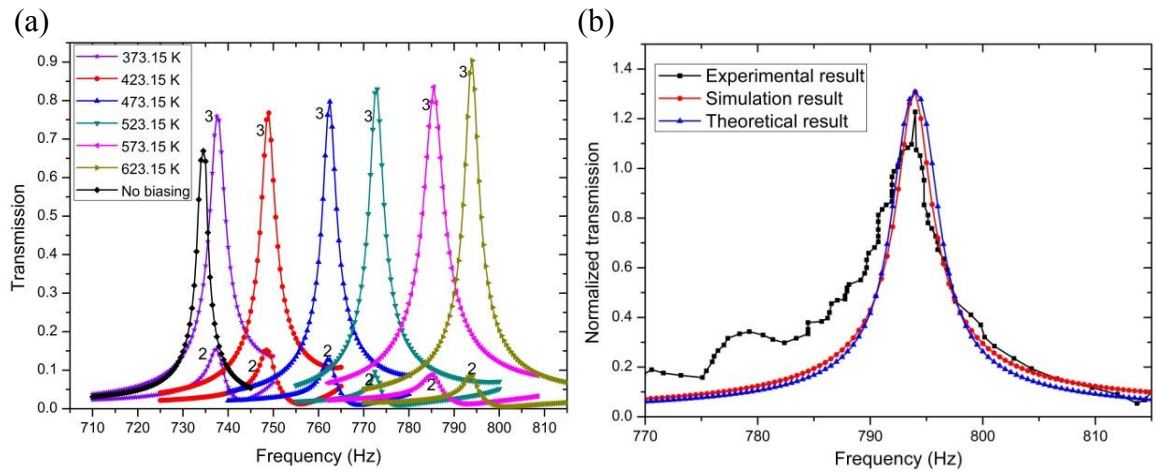 (a)
Transmission
0.9
0.8
0.7
0.6
0.5
0.4
0.3
0.2
0.1
0.0
373.15 K
423.15 K
473.15 K
523.15 K
573.15 K
623.15 K
No biasing
3
3
3
3
3
3
2
2
2
2
2
2
710 720 730 740 750 760 770 780 790 800 810
Frequency (Hz)
(b)
Normalized transmission
1.4
1.2
1.0
0.8
0.6
0.4
0.2
0.0
Experimental result
Simulation result
Theoretical result
770 780 790 800 810
Frequency (Hz)